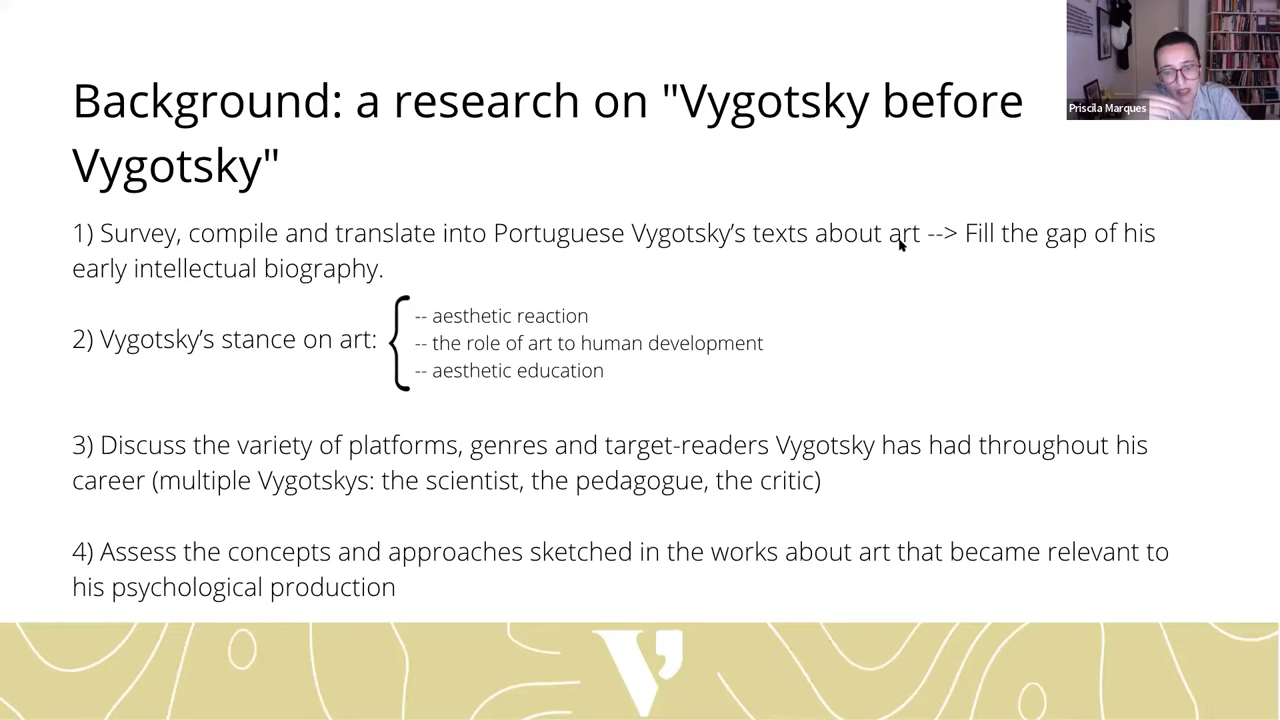 Background: a research on "Vygotsky before
Vygotsky"
Priscila Marques
1) Survey, compile and translate into Portuguese Vygotsky’s texts about art --> Fill the gap of his
early intellectual biography.
2) Vygotsky’s stance on art:
-- aesthetic reaction
-- the role of art to human development
-- aesthetic education
3) Discuss the variety of platforms, genres and target-readers Vygotsky has had throughout his
career (multiple Vygotskys: the scientist, the pedagogue, the critic)
4) Assess the concepts and approaches sketched in the works about art that became relevant to
his psychological production
V’